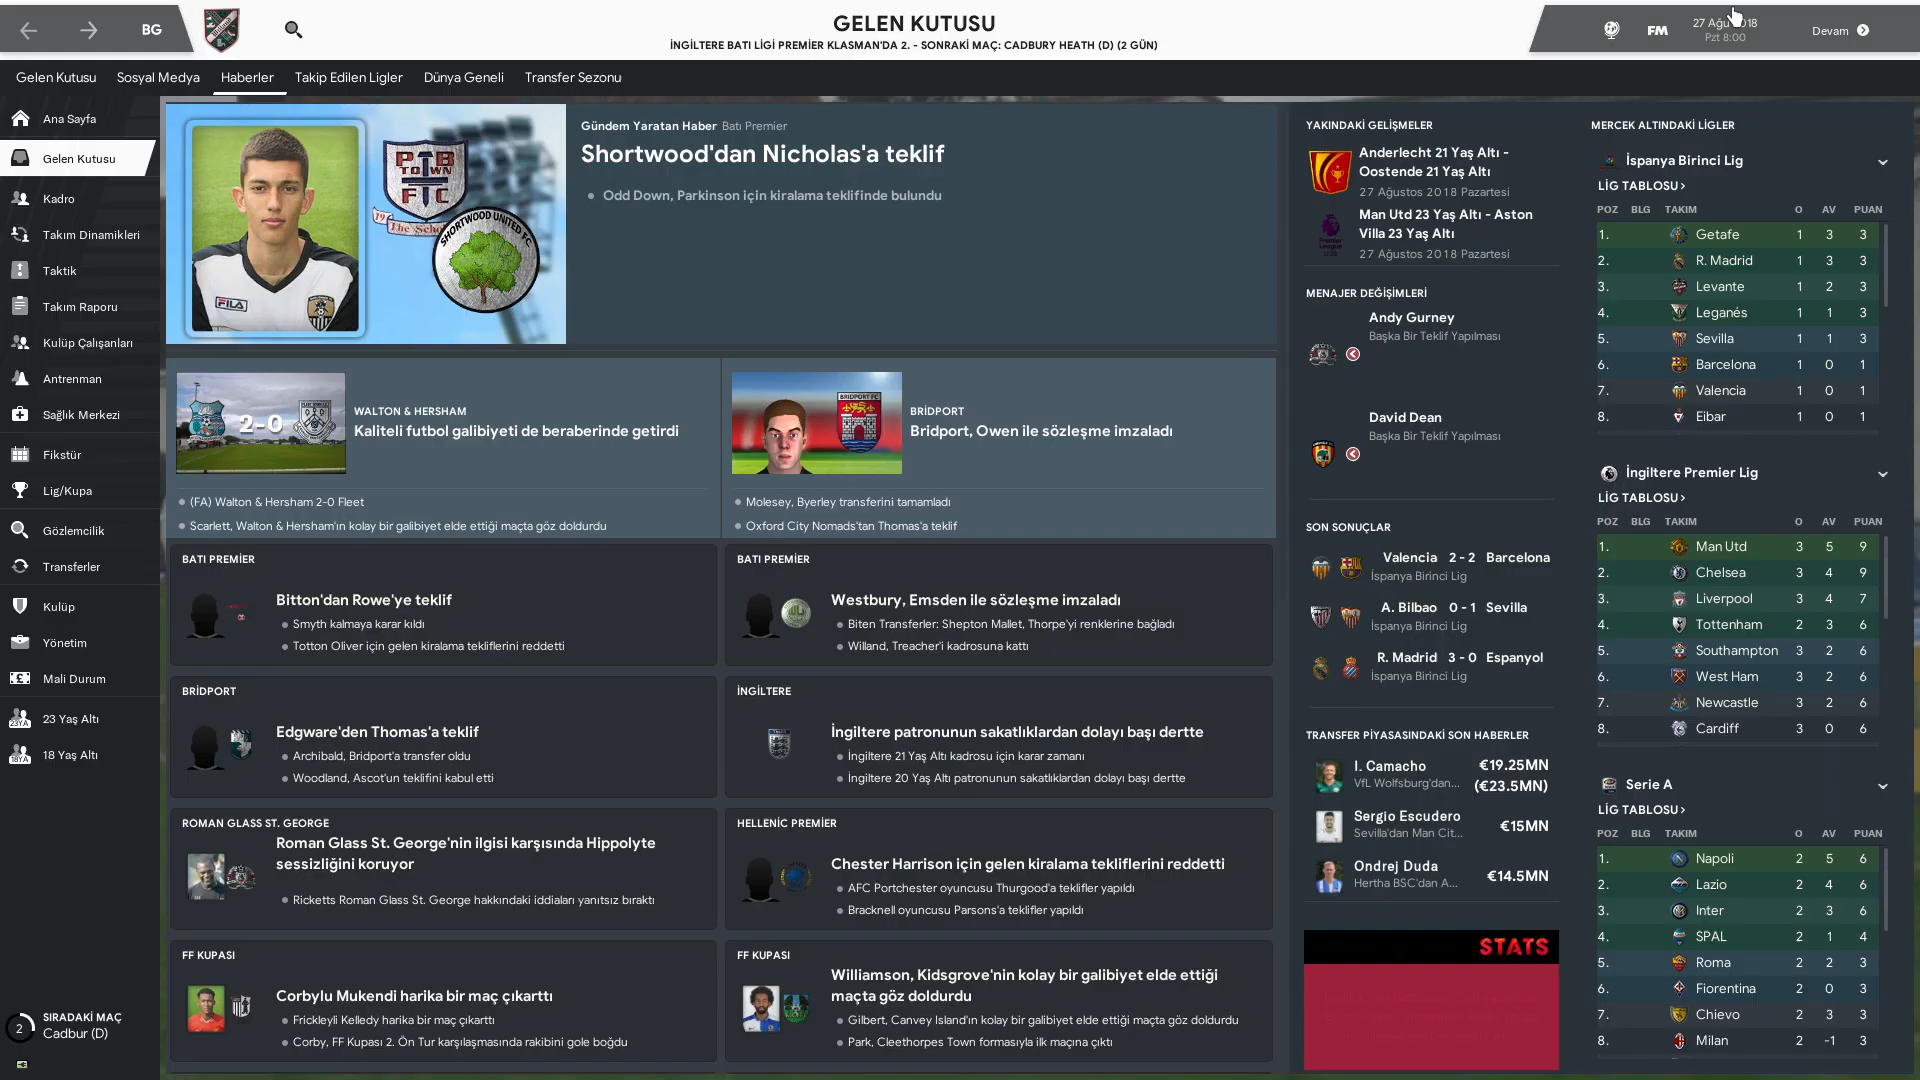 BG
GELEN KUTUSU
İNGİLTERE BATI LİGİ PREMİER KLASMAN'DA 2. - SONRAKİ MAÇ: CADBURY HEATH (D) (2 GÜN)
FM
27 Ağu 18
Pzt 8:00
Devam
Gelen Kutusu Sosyal Medya Haberler Takip Edilen Ligler Dünya Geneli Transfer Sezonu
Ana Sayfa
Gelen Kutusu
Kadro
Takım Dinamikleri
Taktik
Takım Raporu
Kulüp Çalışanları
Antrenman
Sağlık Merkezi
Fikstür
Lig/Kupa
Gözlemcilik
Transferler
Kulüp
Yönetim
Mali Durum
23YA 23 Yaş Altı
18YA 18 Yaş Altı
2
SIRADAKİ MAÇ
Cadbur (D)
FILA
PIB
TOWN
FC
SHORTWOOD UNITED FC
Gündem Yaratan Haber Batı Premier
Shortwood'dan Nicholas'a teklif
Odd Down, Parkinson için kiralama teklifinde bulundu
2-0
WALTON & HERSHAM
Kaliteli futbol galibiyeti de beraberinde getirdi
(FA) Walton & Hersham 2-0 Fleet
Scarlett, Walton & Hersham'ın kolay bir galibiyet elde ettiği maçta göz doldurdu
BRIDPORT FC
BRİDPORT
Bridport, Owen ile sözleşme imzaladı
Molesey, Byerley transferini tamamladı
Oxford City Nomads'tan Thomas'a teklif
BATI PREMİER
Bitton'dan Rowe'ye teklif
Smyth kalmaya karar kıldı
Totton Oliver için gelen kiralama tekliflerini reddetti
BATI PREMİER
Westbury, Emsden ile sözleşme imzaladı
Biten Transferler: Shepton Mallet, Thorpe'yi renklerine bağladı
Willand, Treacher'i kadrosuna kattı
BRİDPORT
Edgware'den Thomas'a teklif
Archibald, Bridport'a transfer oldu
Woodland, Ascot'un teklifini kabul etti
İNGİLTERE
İngiltere patronunun sakatlıklardan dolayı başı dertte
İngiltere 21 Yaş Altı kadrosu için karar zamanı
İngiltere 20 Yaş Altı patronunun sakatlıklardan dolayı başı dertte
ROMAN GLASS ST. GEORGE
Roman Glass St. George'nin ilgisi karşısında Hippolyte
sessizliğini koruyor
Ricketts Roman Glass St. George hakkındaki iddiaları yanıtsız bıraktı
HELLENİC PREMİER
Chester Harrison için gelen kiralama tekliflerini reddetti
AFC Portchester oyuncusu Thurgood'a teklifler yapıldı
Bracknell oyuncusu Parsons'a teklifler yapıldı
FF KUPASI
Corbylu Mukendi harika bir maç çıkarttı
Frickleyli Kelledy harika bir maç çıkarttı
Corby, FF Kupası 2. Ön Tur karşılaşmasında rakibini gole boğdu
FF KUPASI
Williamson, Kidsgrove'nin kolay bir galibiyet elde ettiği
maçta göz doldurdu
Gilbert, Canvey Island'ın kolay bir galibiyet elde ettiği maçta göz doldurdu
Park, Cleethorpes Town formasıyla ilk maçına çıktı
YAKINDAKİ GELİŞMELER
Anderlecht 21 Yaş Altı -
Oostende 21 Yaş Altı
27 Ağustos 2018 Pazartesi
Man Utd 23 Yaş Altı - Aston
Villa 23 Yaş Altı
27 Ağustos 2018 Pazartesi
MENAJER DEĞİŞİMLERİ
Andy Gurney
Başka Bir Teklif Yapılması
David Dean
Başka Bir Teklif Yapılması
SON SONUÇLAR
Valencia 2 - 2 Barcelona
İspanya Birinci Lig
A. Bilbao 0 - 1 Sevilla
İspanya Birinci Lig
R. Madrid 3 - 0 Espanyol
İspanya Birinci Lig
TRANSFER PİYASASINDAKİ SON HABERLER
I. Camacho €19.25MN
VfL Wolfsburg'dan... (€23.5MN)
Sergio Escudero
Sevilla'dan Man Cit... €15MN
Ondrej Duda
Hertha BSC'dan A... €14.5MN
STATS
MERCEK ALTINDAKİ LİGLER
İspanya Birinci Lig
LİG TABLOSU>
POZ BLG TAKIM O AV PUAN
1. Getafe 1 3 3
2. R. Madrid 1 3 3
3. Levante 1 2 3
4. Leganés 1 1 3
5. Sevilla 1 1 3
6. Barcelona 1 0 1
7. Valencia 1 0 1
8. Eibar 1 0 1
İngiltere Premier Lig
LİG TABLOSU>
POZ BLG TAKIM O AV PUAN
1. Man Utd 3 5 9
2. Chelsea 3 4 9
3. Liverpool 3 4 7
4. Tottenham 2 3 6
5. Southampton 3 2 6
6. West Ham 3 2 6
7. Newcastle 3 2 6
8. Cardiff 3 0 6
Serie A
LİG TABLOSU>
POZ BLG TAKIM O AV PUAN
1. Napoli 2 5 6
2. Lazio 2 4 6
3. Inter 2 3 6
4. SPAL 2 1 4
5. Roma 2 2 3
6. Fiorentina 2 0 3
7. Chievo 2 3 3
8. Milan 2 -1 3